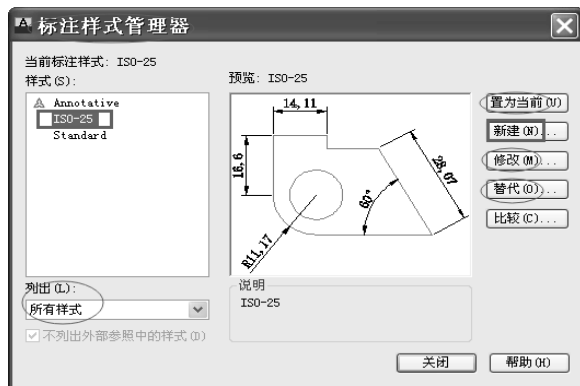 标注样式管理器
当前标注样式: ISO-25
样式(S):
Annotative
ISO-25
Standard
预览: ISO-25
14,11
16,6
28,07
60°
R11,17
置为当前(U)
新建(N)...
修改(M)...
替代(O)...
比较(C)...
列出(L):
所有样式
不列出外部参照中的样式(D)
说明
ISO-25
关闭
帮助(H)